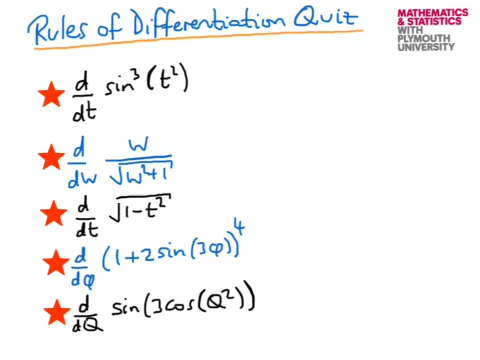 Rules of Differentiation Quiz
MATHEMATICS
& STATISTICS
WITH
PLYMOUTH
UNIVERSITY
d/dt sin³(t²)
d/dw w/√(w²+1)
d/dt √(1-t²)
d/dφ (1+2sin(3φ))⁴
d/dQ sin(3cos(Q²))